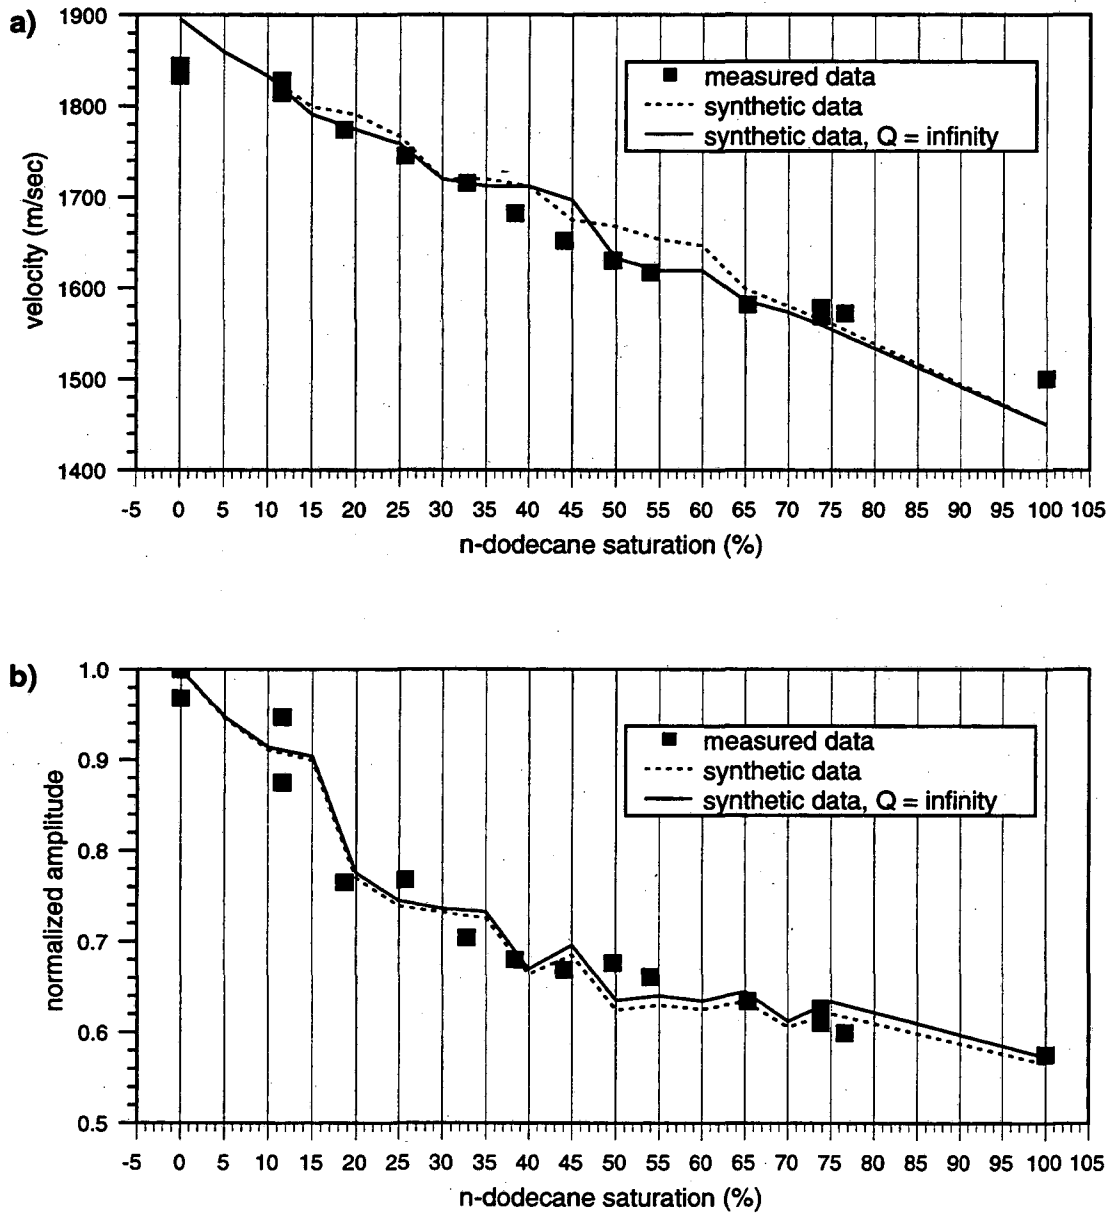 a)
1900
1800
1700
1600
1500
1400
velocity (m/sec)
measured data
synthetic data
synthetic data, Q = infinity
-5 0 5 10 15 20 25 30 35 40 45 50 55 60 65 70 75 80 85 90 95 100 105
n-dodecane saturation (%)
b)
1.0
0.9
0.8
0.7
0.6
0.5
normalized amplitude
measured data
synthetic data
synthetic data, Q = infinity
-5 0 5 10 15 20 25 30 35 40 45 50 55 60 65 70 75 80 85 90 95 100 105
n-dodecane saturation (%)